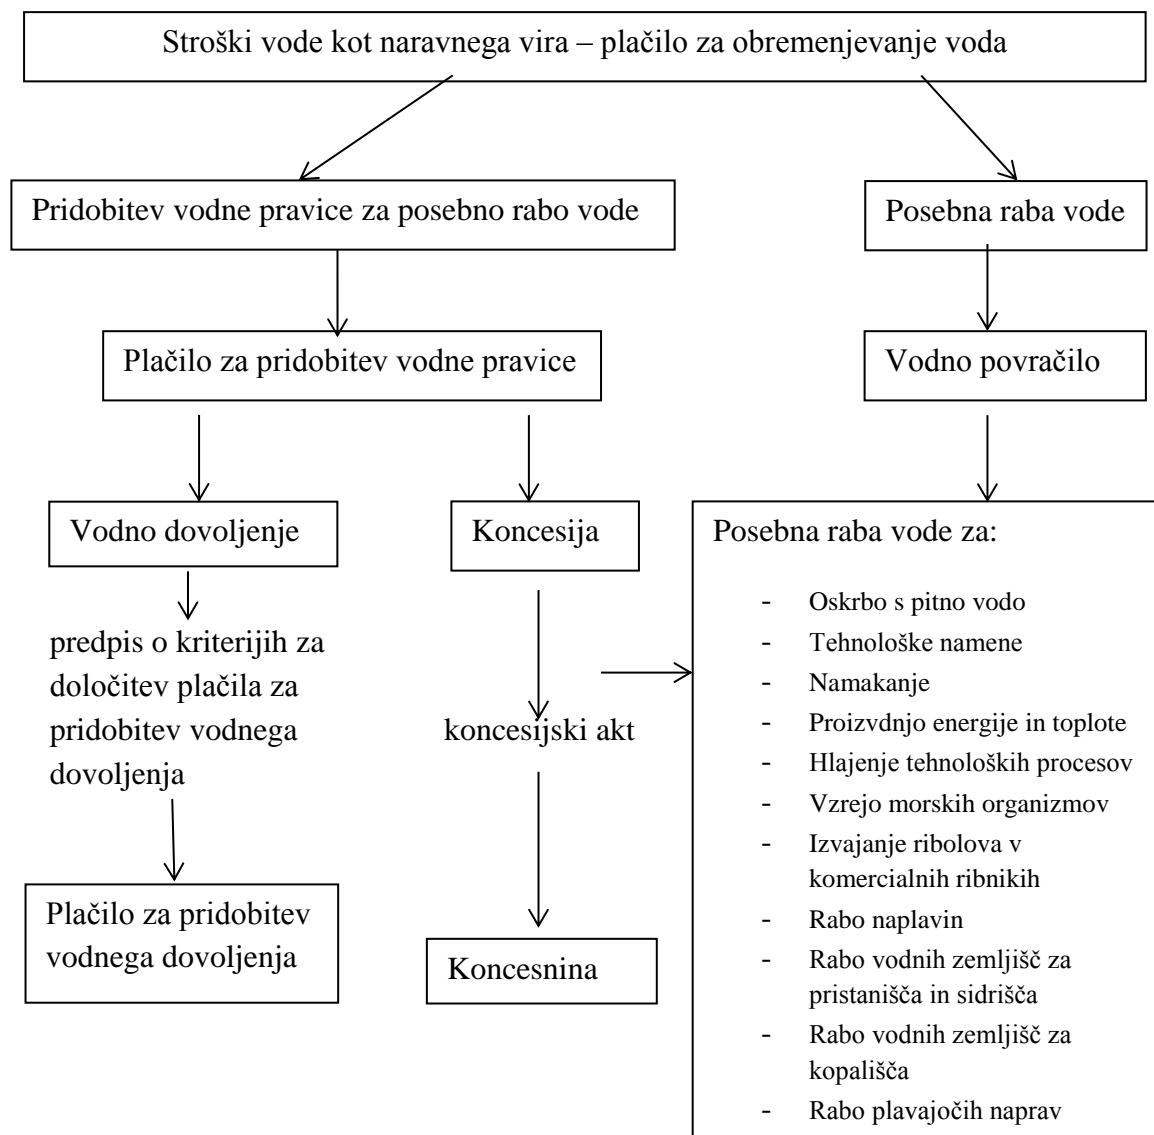 Stroški vode kot naravnega vira – plačilo za obremenjevanje voda
Pridobitev vodne pravice za posebno rabo vode
Posebna raba vode
Plačilo za pridobitev vodne pravice
Vodno povračilo
Vodno dovoljenje
Koncesija
predpis o kriterijih za
določitev plačila za
pridobitev vodnega
dovoljenja
koncesijski akt
Plačilo za pridobitev
vodnega dovoljenja
Koncesnina
Posebna raba vode za:
- Oskrbo s pitno vodo
- Tehnološke namene
- Namakanje
- Proizvdnjo energije in toplote
- Hlajenje tehnoloških procesov
- Vzrejo morskih organizmov
- Izvajanje ribolova v
komercialnih ribnikih
- Rabo naplavin
- Rabo vodnih zemljišč za
pristanišča in sidrišča
- Rabo vodnih zemljišč za
kopališča
- Rabo plavajočih naprav